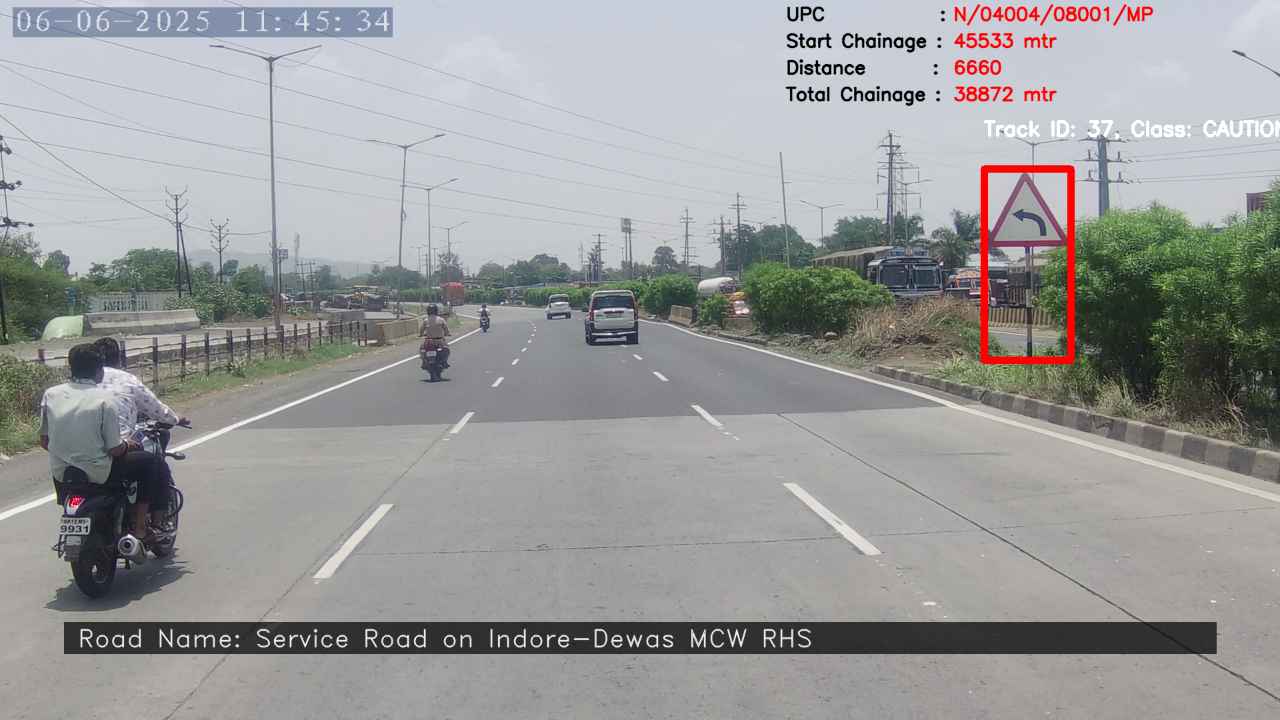 06-06-2025 11:45:34
UPC : N/04004/08001/MP
Start Chainage : 45533 mtr
Distance : 6660
Total Chainage : 38872 mtr
Track ID: 37, Class: CAUTION
9931
Road Name: Service Road on Indore-Dewas MCW RHS